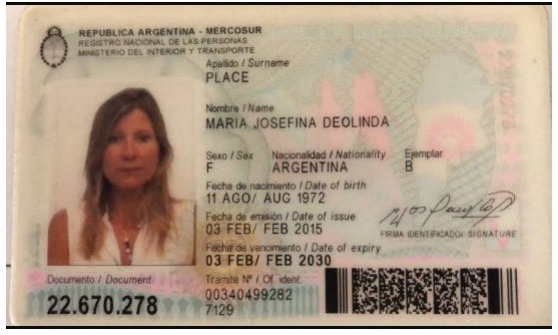 REPUBLICA ARGENTINA - MERCOSUR
REGISTRO NACIONAL DE LAS PERSONAS
MINISTERIO DEL INTERIOR Y TRANSPORTE
Apellido / Surname
PLACE
Nombre / Name
MARIA JOSEFINA DEOLINDA
Sexo / Sex Nacionalidad / Nationality Ejemplar
F ARGENTINA B
Fecha de nacimiento / Date of birth
11 AGO/ AUG 1972
Fecha de emisión / Date of issue
03 FEB/ FEB 2015
FIRMA IDENTIFICADO/ SIGNATURE
Fecha de vencimiento / Date of expiry
03 FEB/ FEB 2030
Documento / Document Tramite Nº / Of. ident.
22.670.278 00340499282
7129